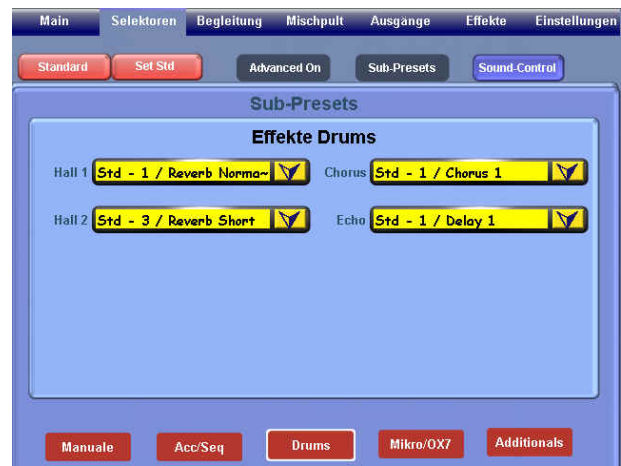 Main Selektoren Begleitung Mischpult Ausgänge Effekte Einstellungen
Standard Set Std Advanced On Sub-Presets Sound-Control
Sub-Presets
Effekte Drums
Hall 1 Std - 1 / Reverb Norma~ Chorus Std - 1 / Chorus 1
Hall 2 Std - 3 / Reverb Short Echo Std - 1 / Delay 1
Manuale Acc/Seq Drums Mikro/OX7 Additionals